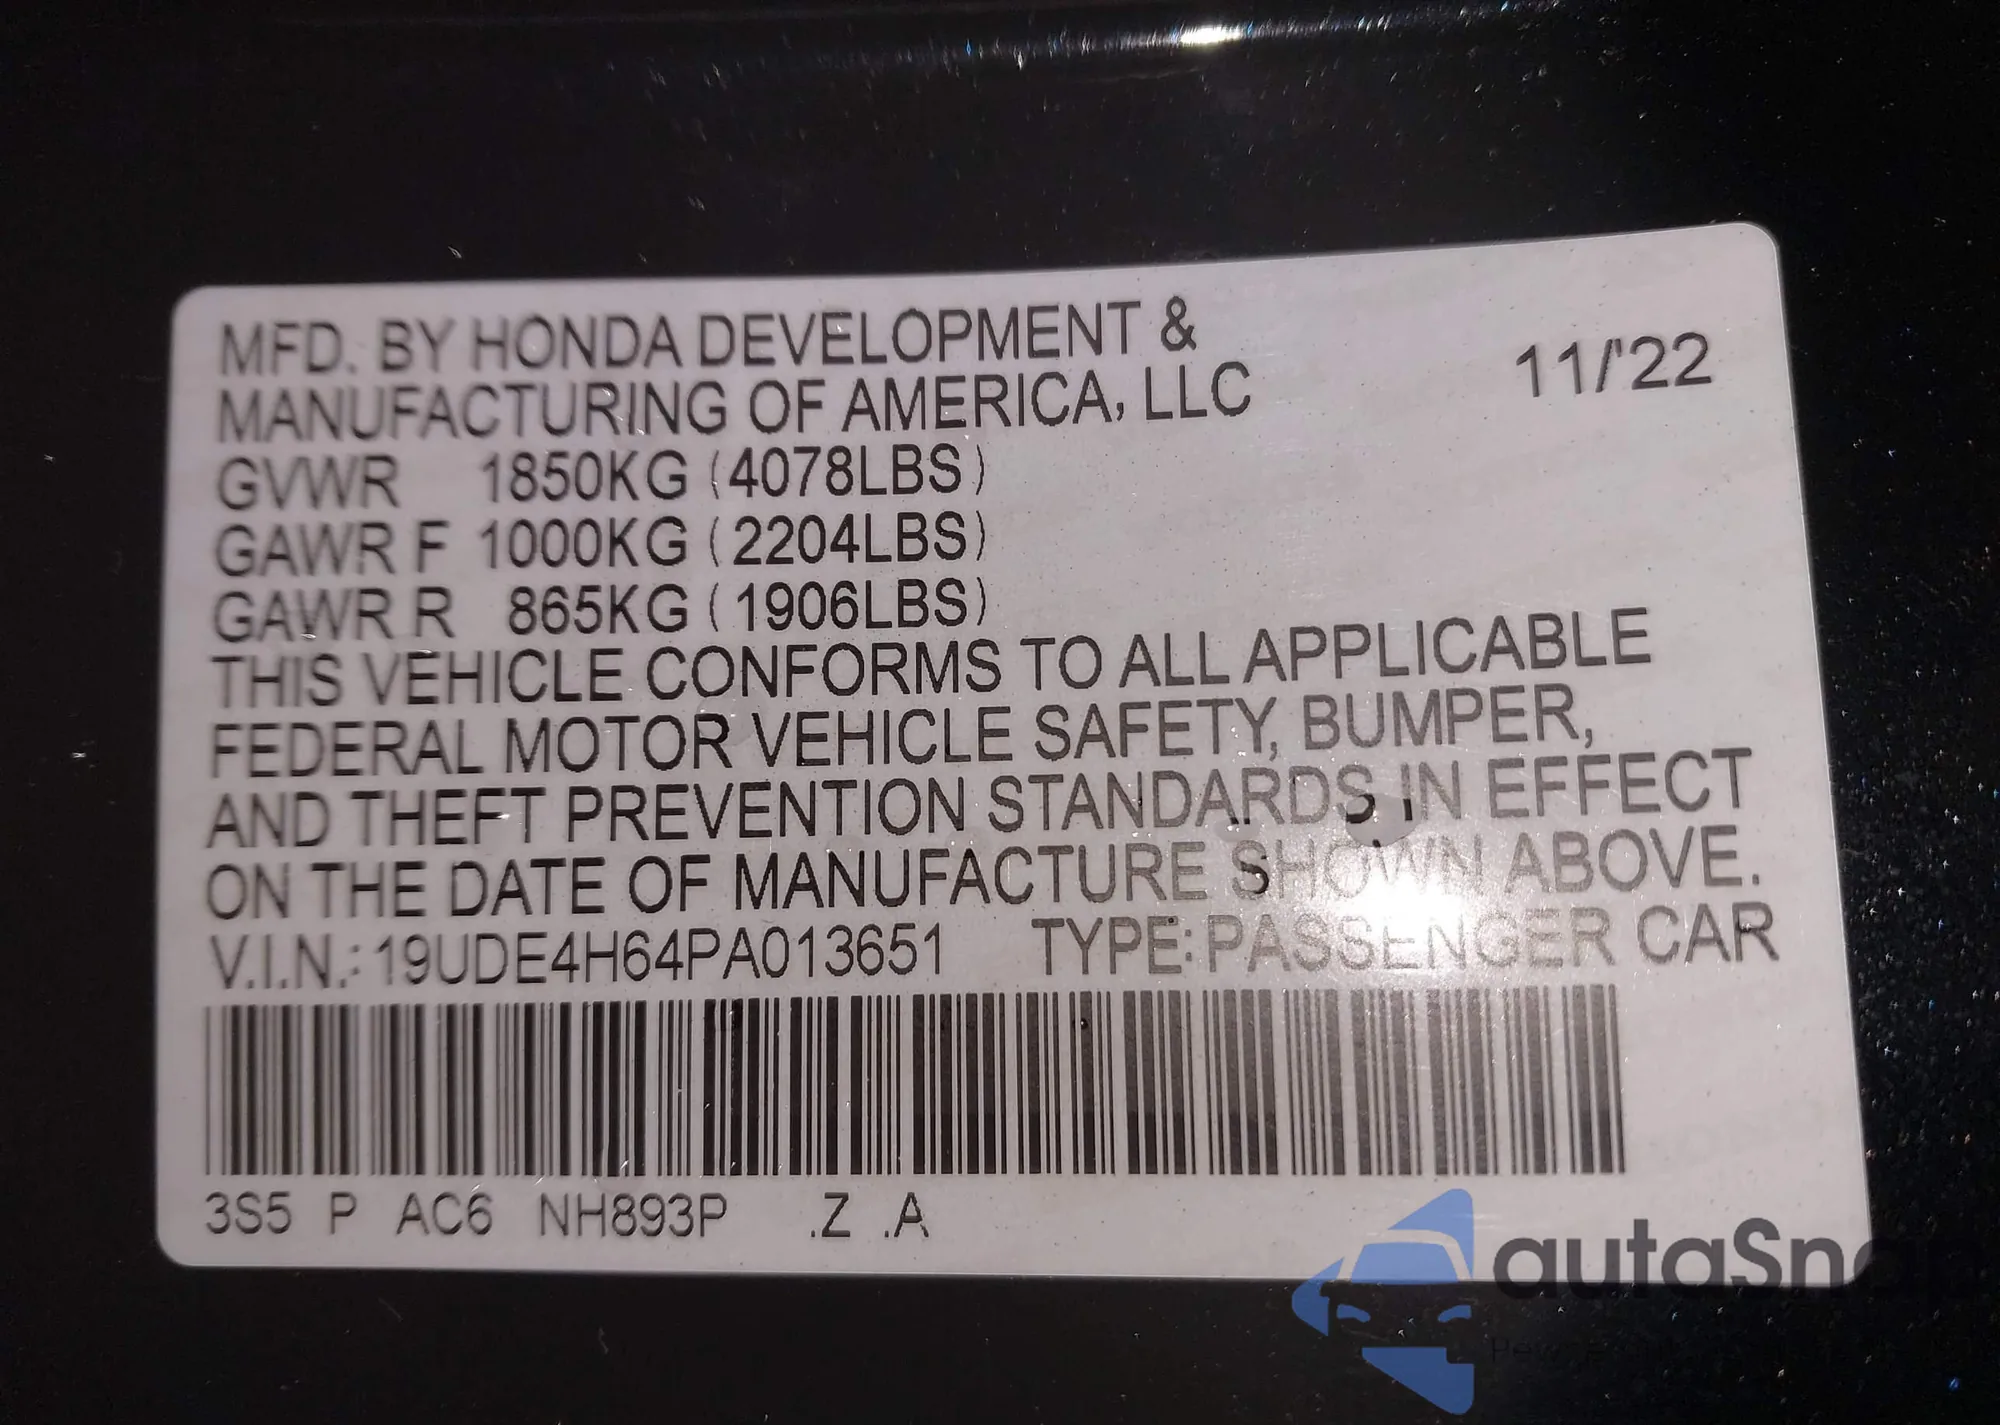 MFD. BY HONDA DEVELOPMENT &
MANUFACTURING OF AMERICA, LLC
11/'22
GVWR 1850KG (4078LBS)
GAWR F 1000KG (2204LBS)
GAWR R 865KG (1906LBS)
THIS VEHICLE CONFORMS TO ALL APPLICABLE
FEDERAL MOTOR VEHICLE SAFETY, BUMPER,
AND THEFT PREVENTION STANDARDS IN EFFECT
ON THE DATE OF MANUFACTURE SHOWN ABOVE.
V.I.N.: 19UDE4H64PA013651 TYPE: PASSENGER CAR
3S5 P AC6 NH893P .Z .A
autaSnap